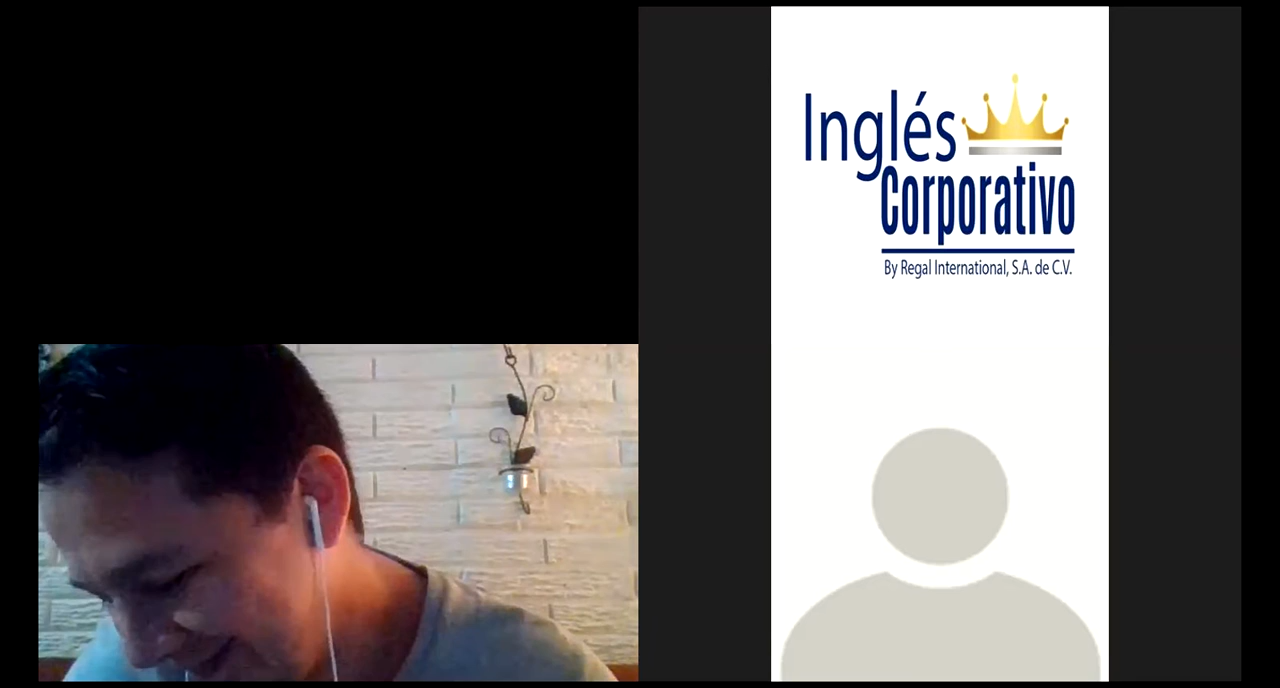 Inglés
Corporativo
By Regal International, S.A. de C.V.